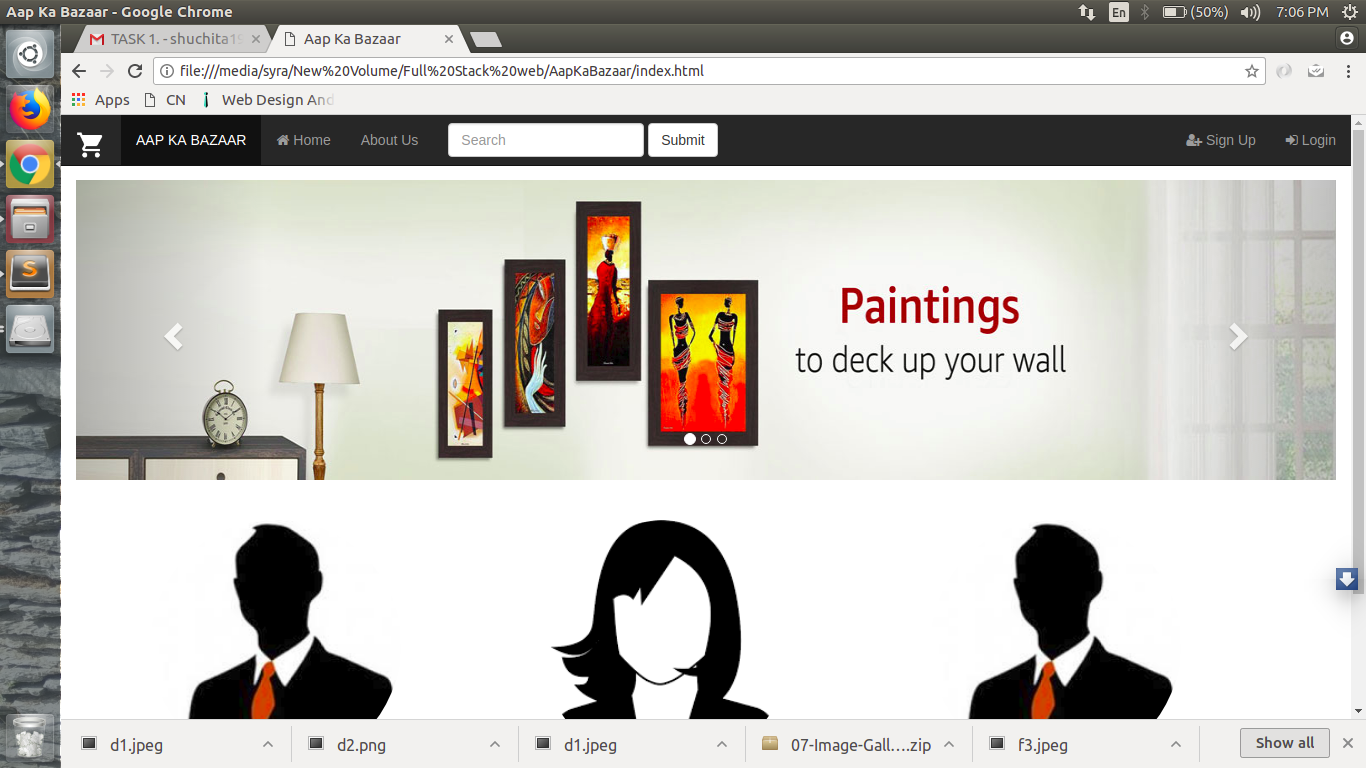 Aap Ka Bazaar - Google Chrome
En
(50%)
7:06 PM
TASK 1. - shuchita19
Aap Ka Bazaar
file:///media/syra/New%20Volume/Full%20Stack%20web/AapKaBazaar/index.html
Apps
CN
Web Design And
AAP KA BAZAAR
Home
About Us
Search
Submit
Sign Up
Login
Paintings
to deck up your wall
d1.jpeg
d2.png
d1.jpeg
07-Image-Gall....zip
f3.jpeg
Show all